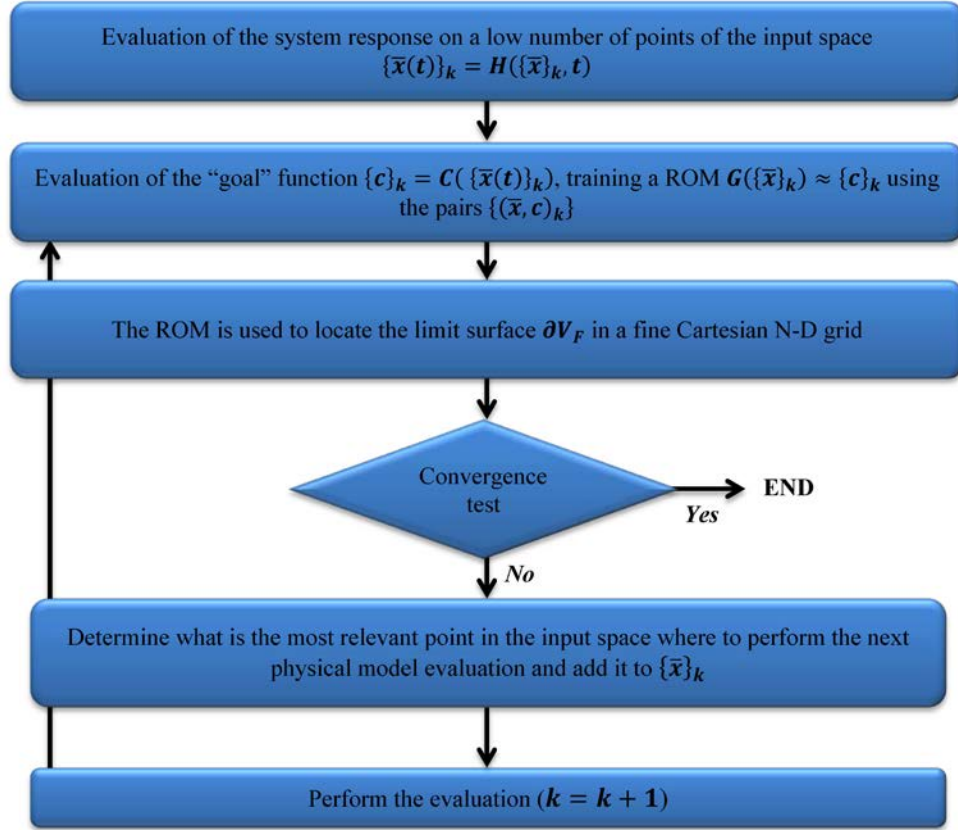 Evaluation of the system response on a low number of points of the input space
{x̅(t)}ₖ = H({x̅}ₖ, t)
Evaluation of the “goal” function {c}ₖ = C( {x̅(t)}ₖ), training a ROM G({x̅}ₖ) ≈ {c}ₖ using
the pairs {(x̅, c)ₖ}
The ROM is used to locate the limit surface ∂V_F in a fine Cartesian N-D grid
Convergence
test
END
Yes
No
Determine what is the most relevant point in the input space where to perform the next
physical model evaluation and add it to {x̅}ₖ
Perform the evaluation (k = k + 1)